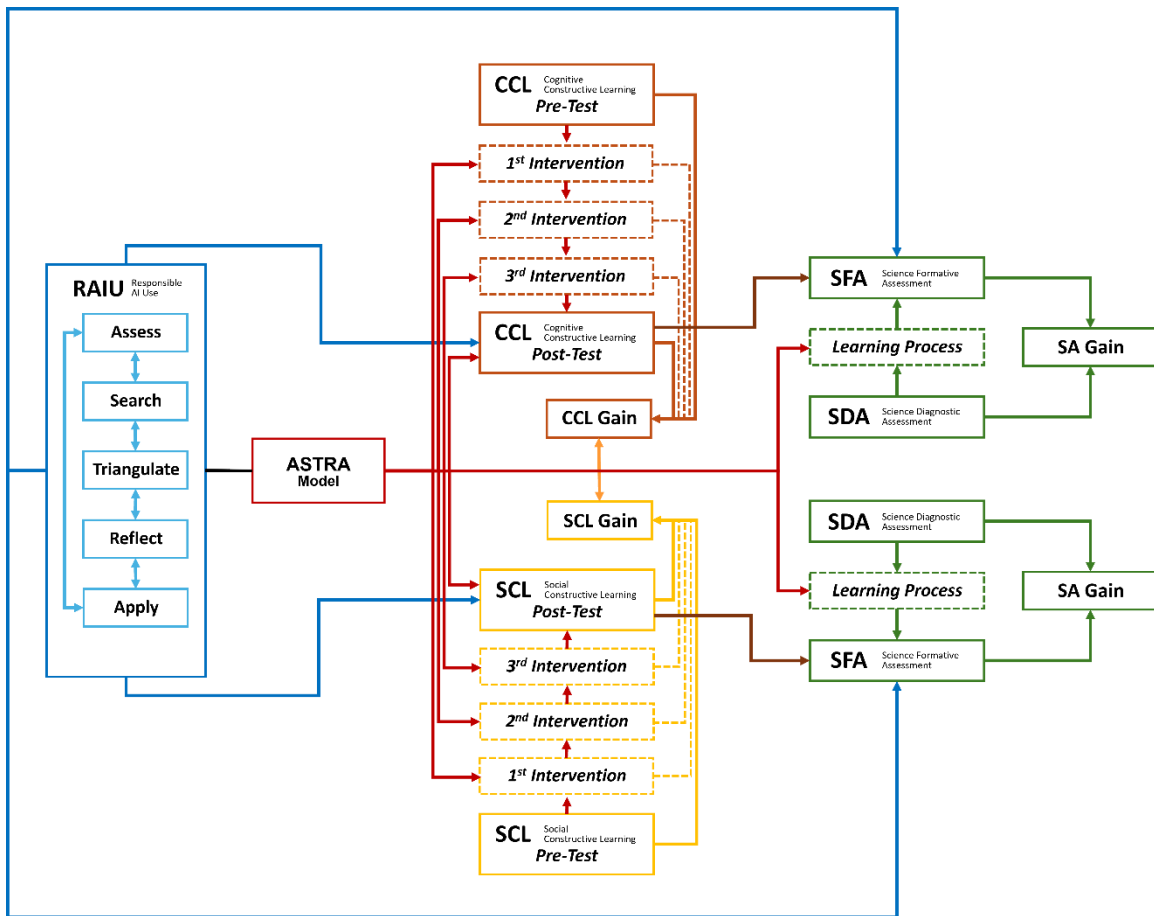 RAIU Responsible
AI Use
Assess
Search
Triangulate
Reflect
Apply
ASTRA
Model
CCL Cognitive
Constructive Learning
Pre-Test
1st Intervention
2nd Intervention
3rd Intervention
CCL Cognitive
Constructive Learning
Post-Test
CCL Gain
SCL Gain
SCL Social
Constructive Learning
Post-Test
3rd Intervention
2nd Intervention
1st Intervention
SCL Social
Constructive Learning
Pre-Test
SFA Science Formative
Assessment
Learning Process
SDA Science Diagnostic
Assessment
SA Gain
SDA Science Diagnostic
Assessment
Learning Process
SFA Science Formative
Assessment
SA Gain